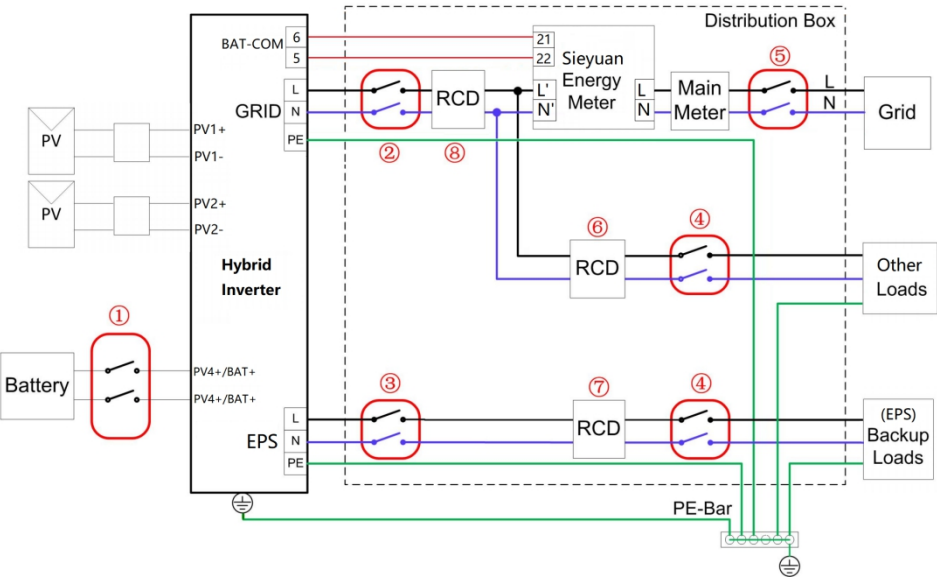 Distribution Box
BAT-COM 6 21
5 22
Sieyuan
Energy
Meter
⑤
L L' L
GRID N RCD N' N
Main
Meter
L
N
Grid
PE
② ⑧
PV
PV1+
PV1-
PV
PV2+
PV2-
⑥ ④
RCD
Other
Loads
Hybrid
Inverter
①
Battery
PV4+/BAT+
PV4+/BAT+
③ ⑦ ④
L
EPS N RCD
PE
(EPS)
Backup
Loads
PE-Bar